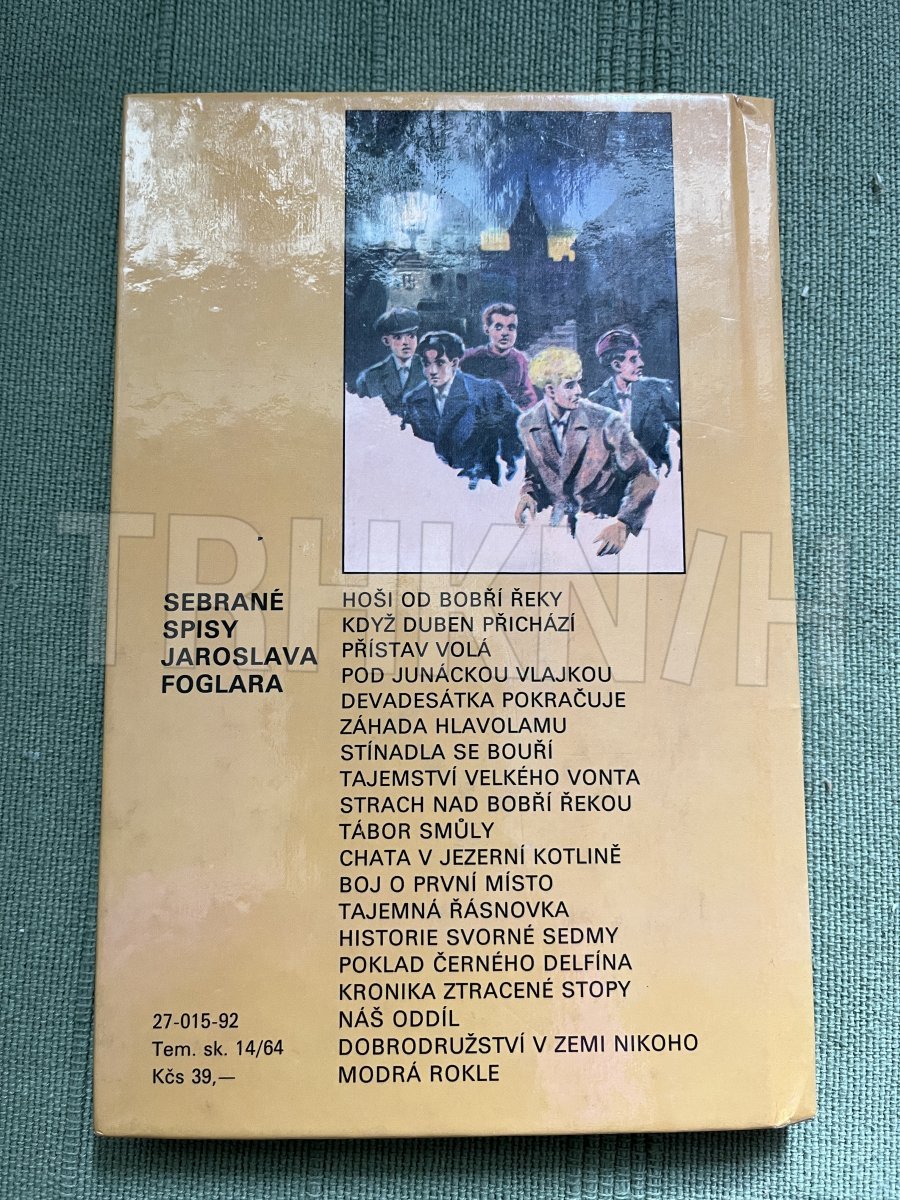 SEBRANÉ
SPISY
JAROSLAVA
FOGLARA
HOŠI OD BOBŘÍ ŘEKY
KDYŽ DUBEN PŘICHÁZÍ
PŘÍSTAV VOLÁ
POD JUNÁCKOU VLAJKOU
DEVADESÁTKA POKRAČUJE
ZÁHADA HLAVOLAMU
STÍNADLA SE BOUŘÍ
TAJEMSTVÍ VELKÉHO VONTA
STRACH NAD BOBŘÍ ŘEKOU
TÁBOR SMŮLY
CHATA V JEZERNÍ KOTLINĚ
BOJ O PRVNÍ MÍSTO
TAJEMNÁ ŘÁSNOVKA
HISTORIE SVORNÉ SEDMY
POKLAD ČERNÉHO DELFÍNA
KRONIKA ZTRACENÉ STOPY
NÁŠ ODDÍL
DOBRODRUŽSTVÍ V ZEMI NIKOHO
MODRÁ ROKLE
27-015-92
Tem. sk. 14/64
Kčs 39,—
TRHKNIH